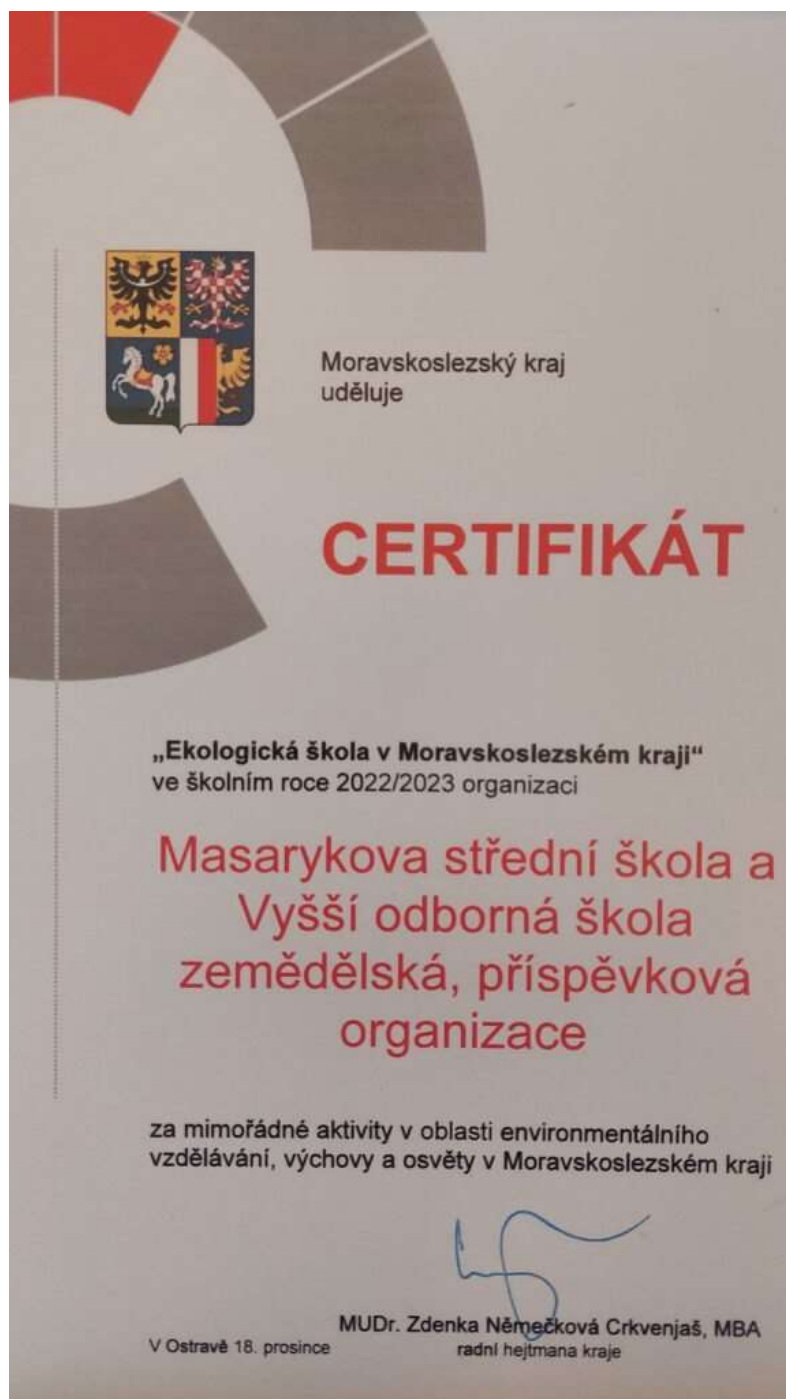 Moravskoslezský kraj
uděluje
CERTIFIKÁT
„Ekologická škola v Moravskoslezském kraji“
ve školním roce 2022/2023 organizaci
Masarykova střední škola a
Vyšší odborná škola
zemědělská, příspěvková
organizace
za mimořádné aktivity v oblasti environmentálního
vzdělávání, výchovy a osvěty v Moravskoslezském kraji
MUDr. Zdenka Němečková Crkvenjaš, MBA
V Ostravě 18. prosince
radní hejtmana kraje